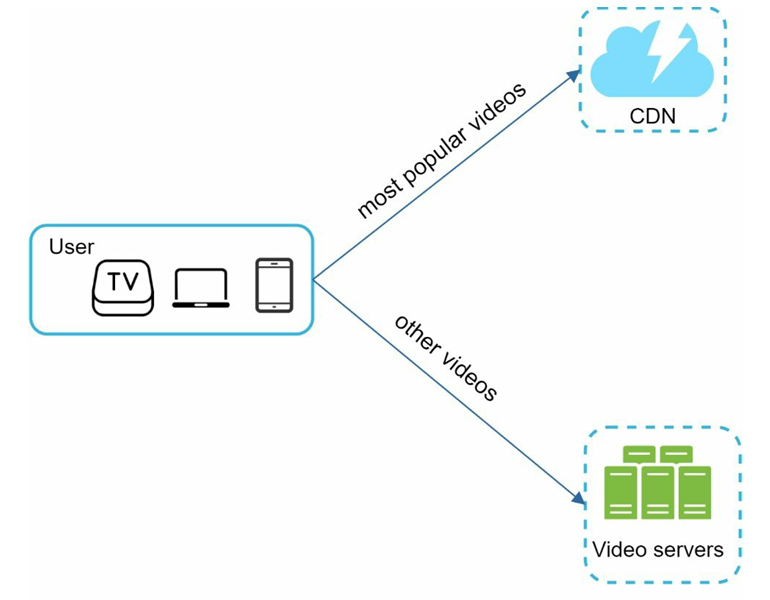 most popular videos
CDN
User
TV
other videos
Video servers